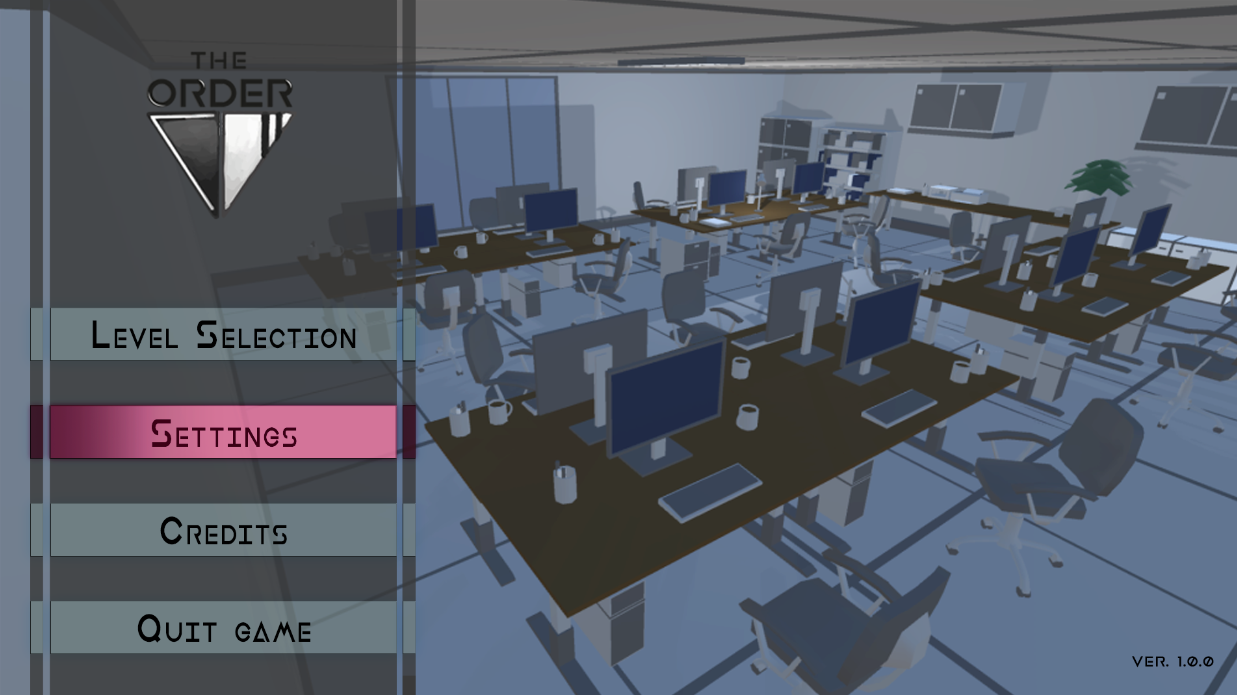 THE
ORDER
Level Selection
Settings
Credits
Quit game
VER. 1.0.0